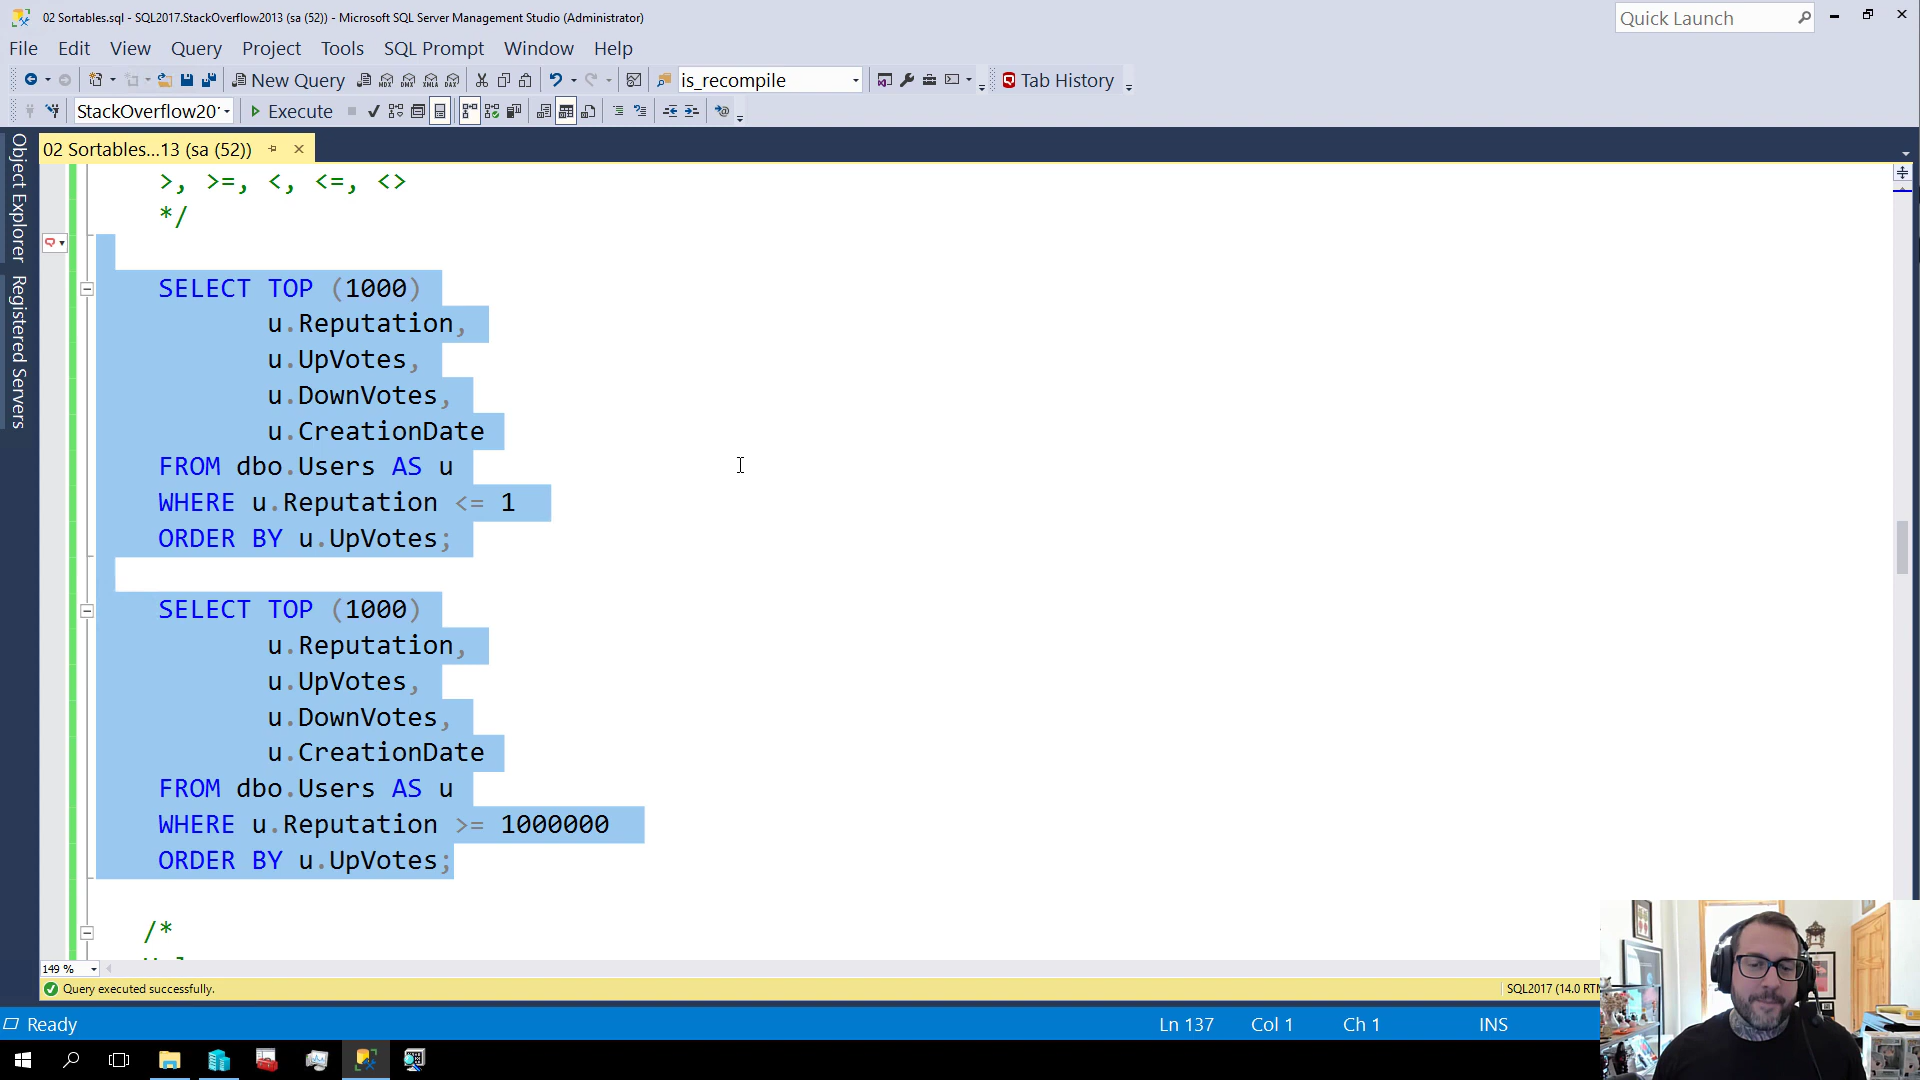 02 Sortables.sql - SQL2017.StackOverflow2013 (sa (52)) - Microsoft SQL Server Management Studio (Administrator)
Quick Launch
File Edit View Query Project Tools SQL Prompt Window Help
New Query
MDX DMX XMLA DAX
is_recompile
Tab History
StackOverflow20
Execute
02 Sortables...13 (sa (52))
Object Explorer
Registered Servers
>, >=, <, <=, <>
*/
SELECT TOP (1000)
u.Reputation,
u.UpVotes,
u.DownVotes,
u.CreationDate
FROM dbo.Users AS u
WHERE u.Reputation <= 1
ORDER BY u.UpVotes;
SELECT TOP (1000)
u.Reputation,
u.UpVotes,
u.DownVotes,
u.CreationDate
FROM dbo.Users AS u
WHERE u.Reputation >= 1000000
ORDER BY u.UpVotes;
/*
149 %
Query executed successfully.
SQL2017 (14.0 RTM
Ready
Ln 137
Col 1
Ch 1
INS